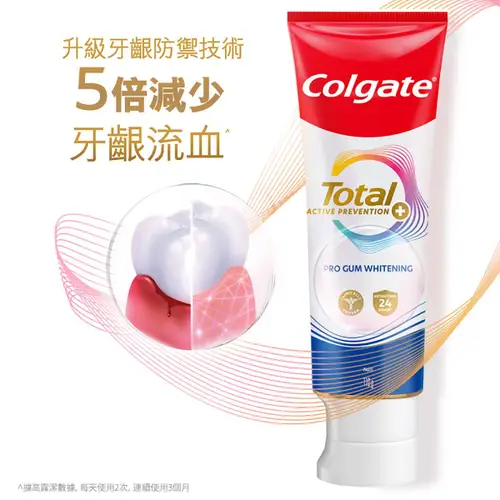 升級牙齦防禦技術
5倍減少
牙齦流血^
Colgate®
Total
ACTIVE PREVENTION +
PRO GUM WHITENING
24
110g
^據高露潔數據, 每天使用2次, 連續使用3個月